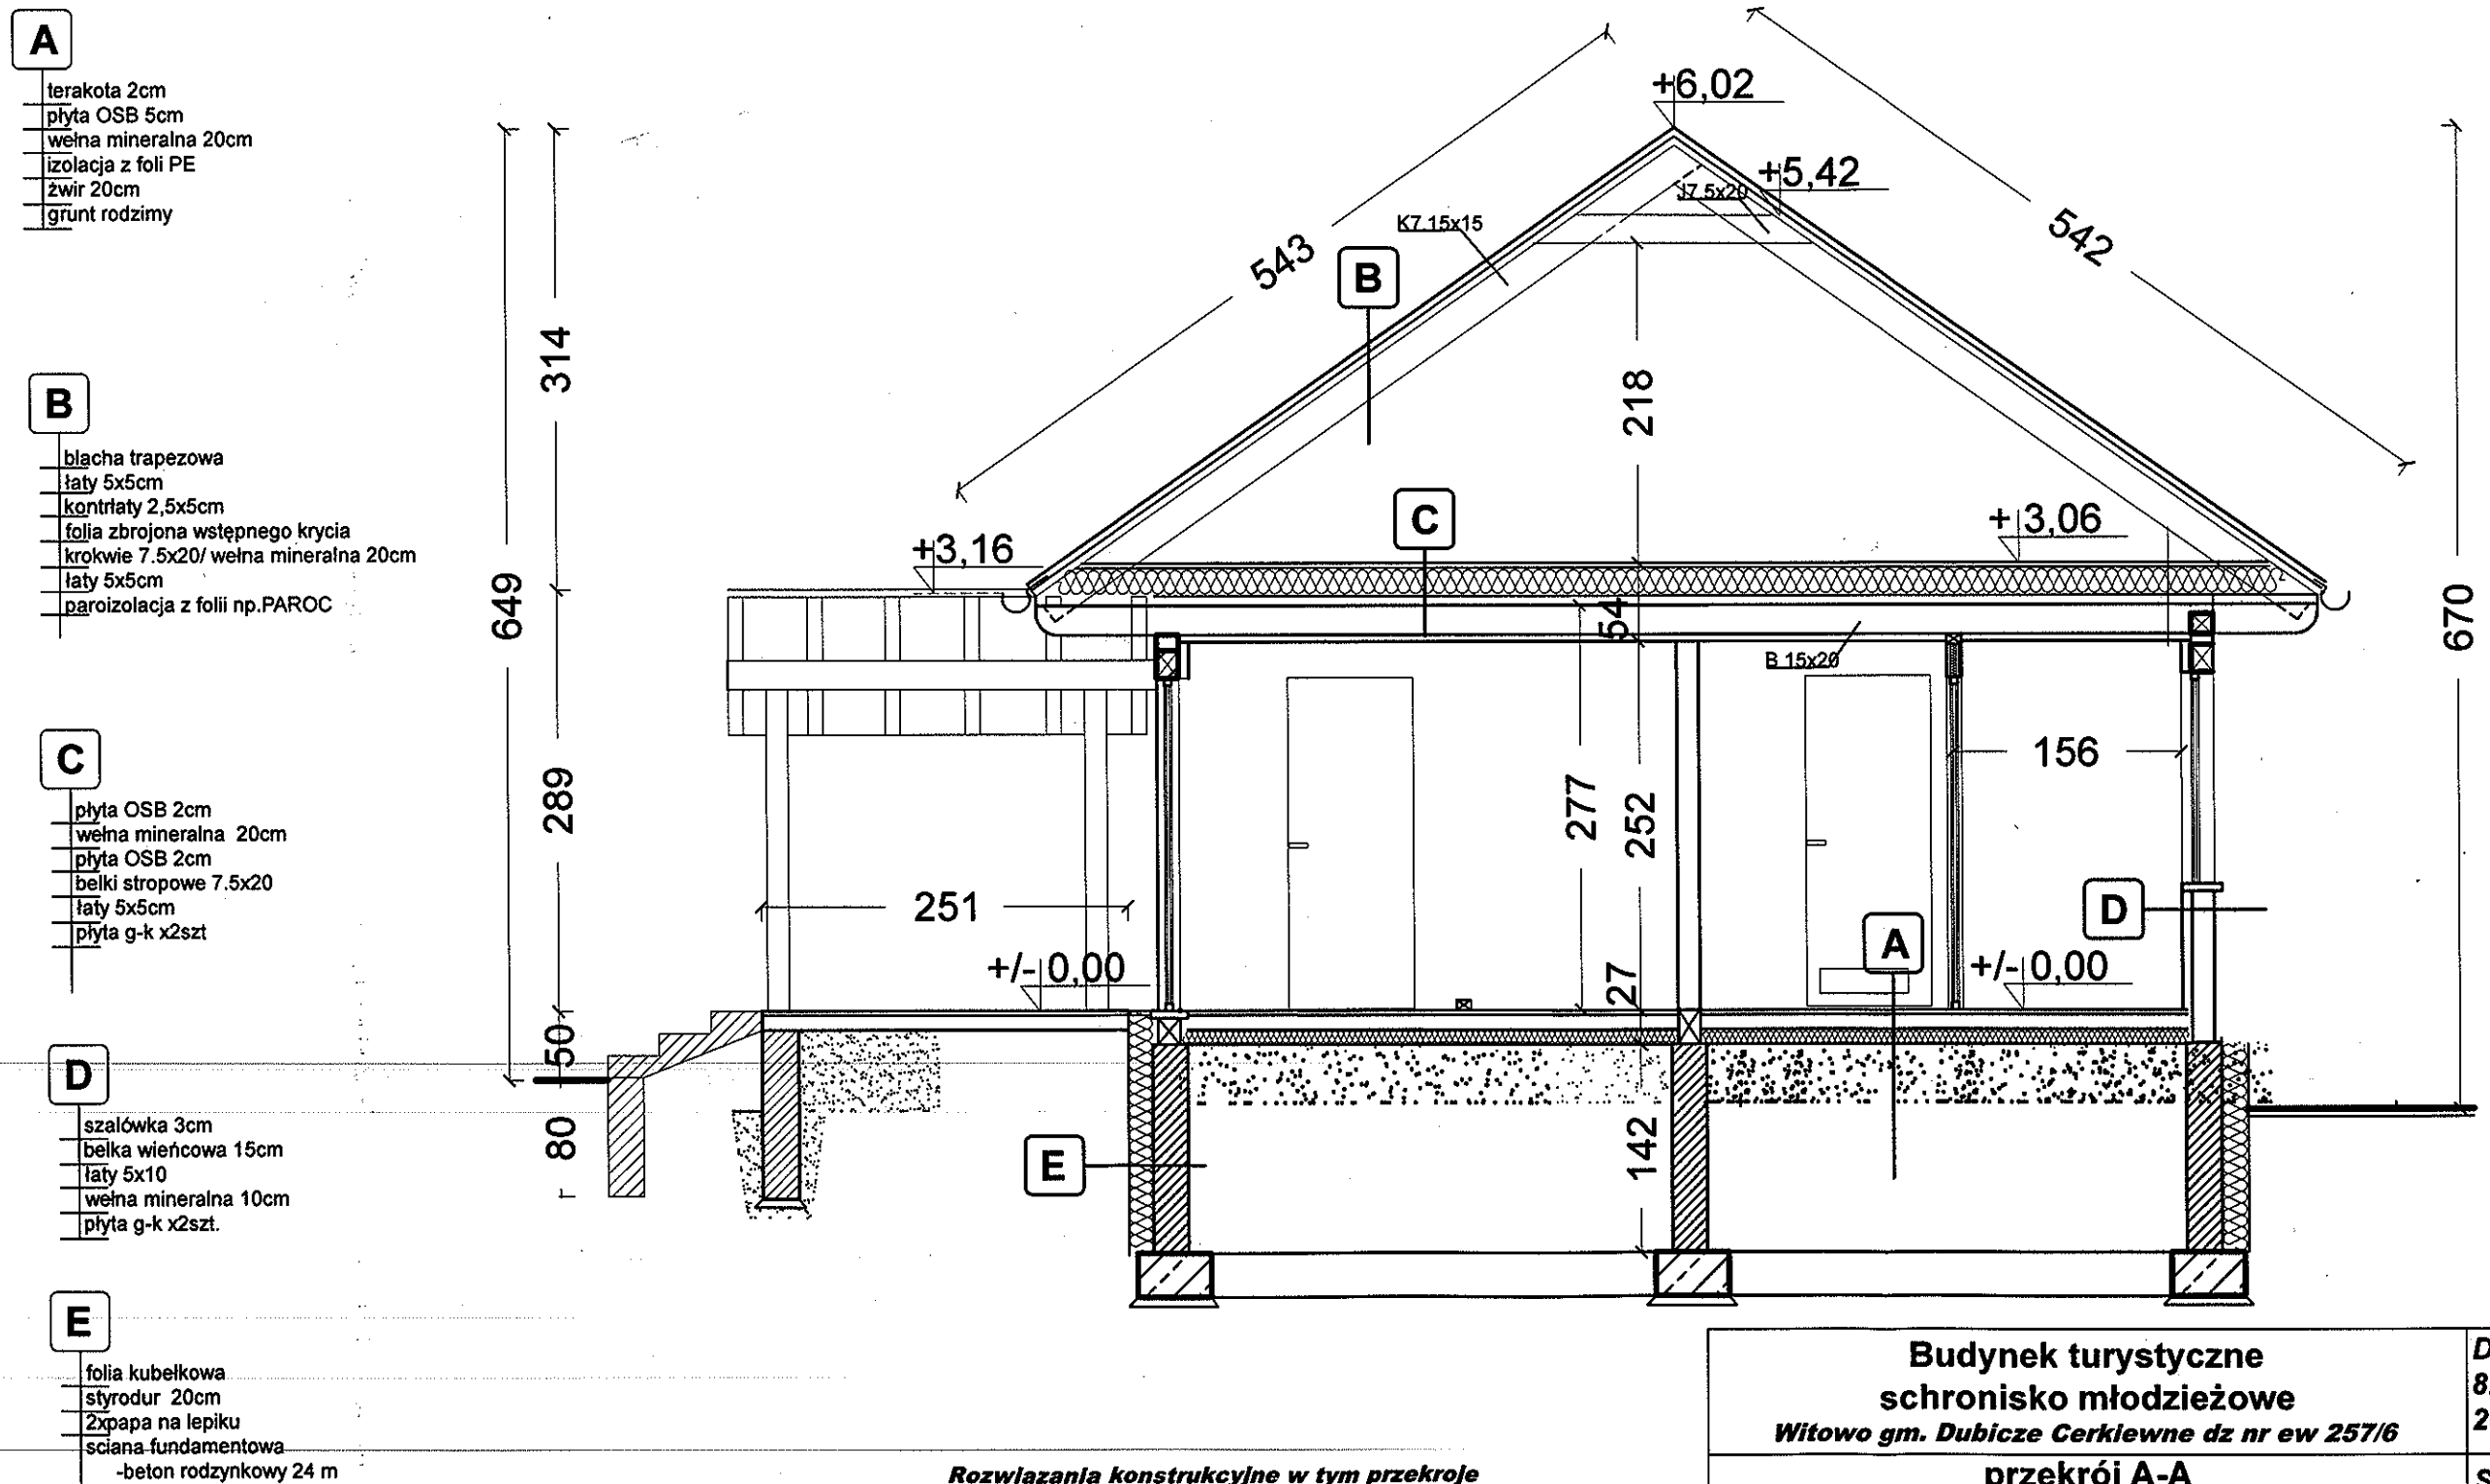 A
terakota 2cm
płyta OSB 5cm
wełna mineralna 20cm
izolacja z foli PE
żwir 20cm
grunt rodzimy
B
blacha trapezowa
łaty 5x5cm
kontrłaty 2,5x5cm
folia zbrojona wstępnego krycia
krokwie 7.5x20/ wełna mineralna 20cm
łaty 5x5cm
paroizolacja z folii np.PAROC
C
płyta OSB 2cm
wełna mineralna 20cm
płyta OSB 2cm
belki stropowe 7.5x20
łaty 5x5cm
płyta g-k x2szt
D
szalówka 3cm
belka wieńcowa 15cm
łaty 5x10
wełna mineralna 10cm
płyta g-k x2szt.
E
folia kubełkowa
styrodur 20cm
2xpapa na lepiku
sciana fundamentowa
-beton rodzynkowy 24 m
649
314
289
50
80
543
542
+6,02
+5,42
J7.5x20
K7.15x15
B
218
C
+3,16
+3,06
670
54
B 15x20
277
252
156
251
D
A
+/- 0,00
27
+/- 0,00
E
142
Budynek turystyczne
schronisko młodzieżowe
Witowo gm. Dubicze Cerkiewne dz nr ew 257/6
przekrój A-A
Rozwiązania konstrukcyjne w tym przekroje